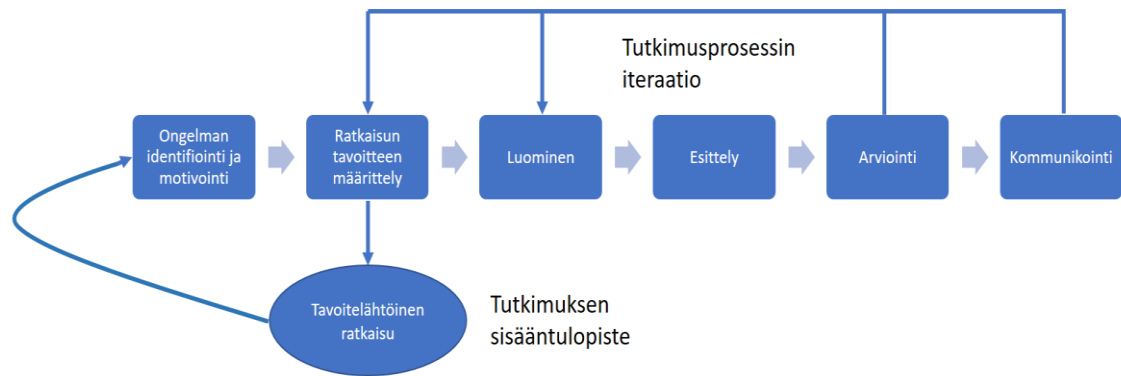 Tutkimusprosessin
iteraatio
Ongelman
identifiointi ja
motivointi
Ratkaisun
tavoitteen
määrittely
Luominen
Esittely
Arviointi
Kommunikointi
Tavoitelähtöinen
ratkaisu
Tutkimuksen
sisääntulopiste